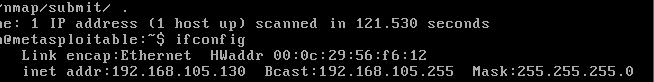 /nmap/submit/ .
ne: 1 IP address (1 host up) scanned in 121.530 seconds
n@metasploitable:~$ ifconfig
Link encap:Ethernet HWaddr 00:0c:29:56:f6:12
inet addr:192.168.105.130 Bcast:192.168.105.255 Mask:255.255.255.0